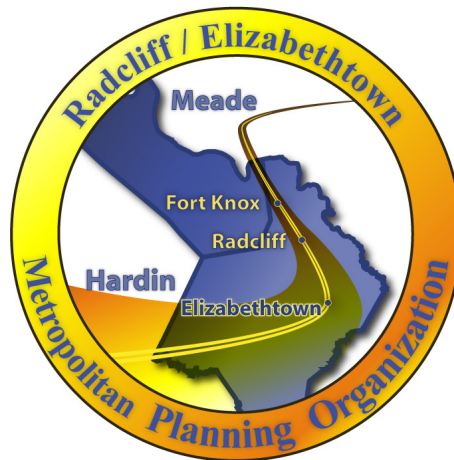 Radcliff / Elizabethtown
Meade
Fort Knox
Radcliff
Hardin
Elizabethtown
Metropolitan Planning Organization